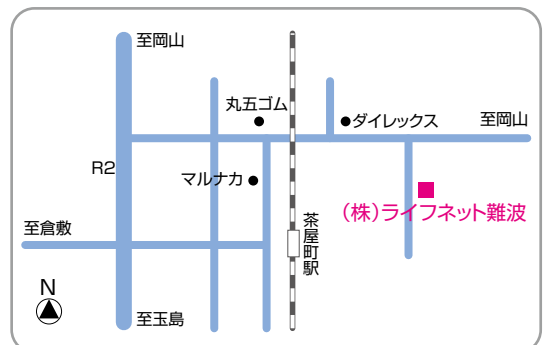 至岡山
丸五ゴム
ダイレックス
至岡山
R2
マルナカ
(株)ライフネット難波
至倉敷
茶屋町駅
N
至玉島